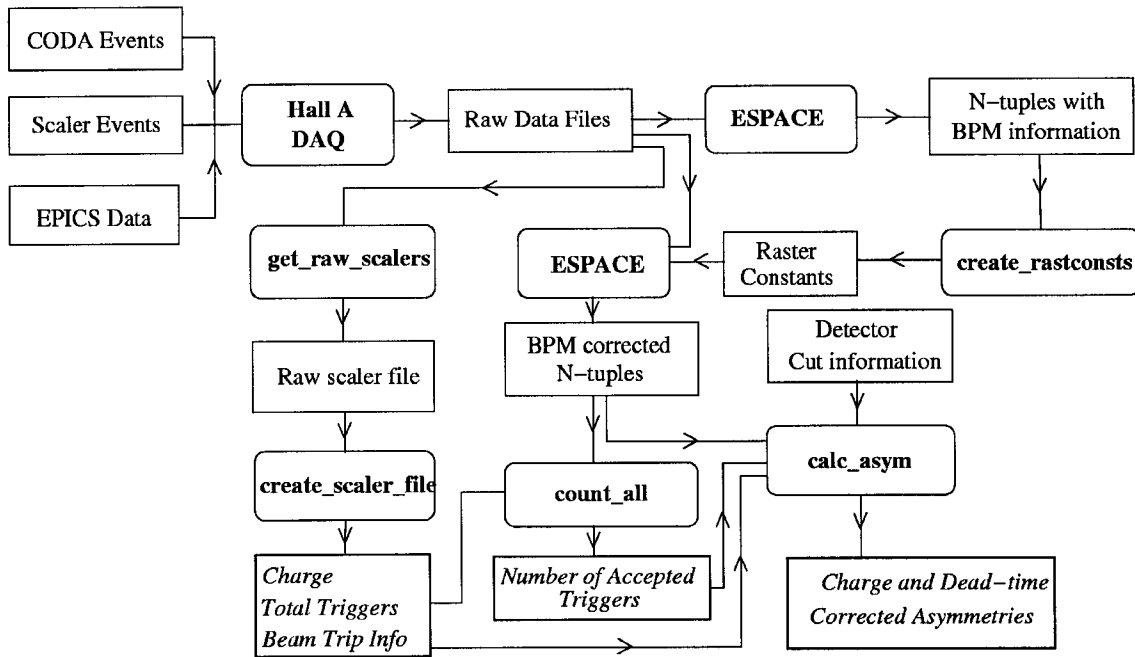 CODA Events
Scaler Events
EPICS Data
Hall A
DAQ
Raw Data Files
ESPACE
N-tuples with
BPM information
get_raw_scalers
ESPACE
Raster
Constants
create_rastconsts
Raw scaler file
BPM corrected
N-tuples
Detector
Cut information
create_scaler_file
count_all
calc_asym
Charge
Total Triggers
Beam Trip Info
Number of Accepted
Triggers
Charge and Dead-time
Corrected Asymmetries